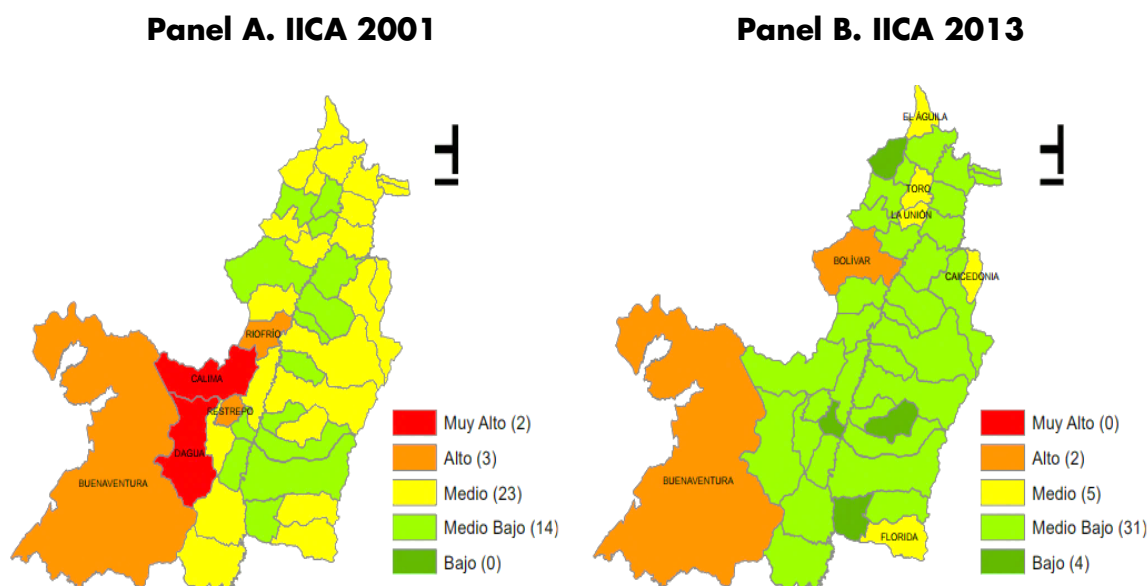 Panel A. IICA 2001
RIOFRÍO
CALIMA
RESTREPO
DAGUA
BUENAVENTURA
Muy Alto (2)
Alto (3)
Medio (23)
Medio Bajo (14)
Bajo (0)
Panel B. IICA 2013
EL ÁGUILA
TORO
LA UNIÓN
BOLÍVAR
CAICEDONIA
BUENAVENTURA
FLORIDA
Muy Alto (0)
Alto (2)
Medio (5)
Medio Bajo (31)
Bajo (4)